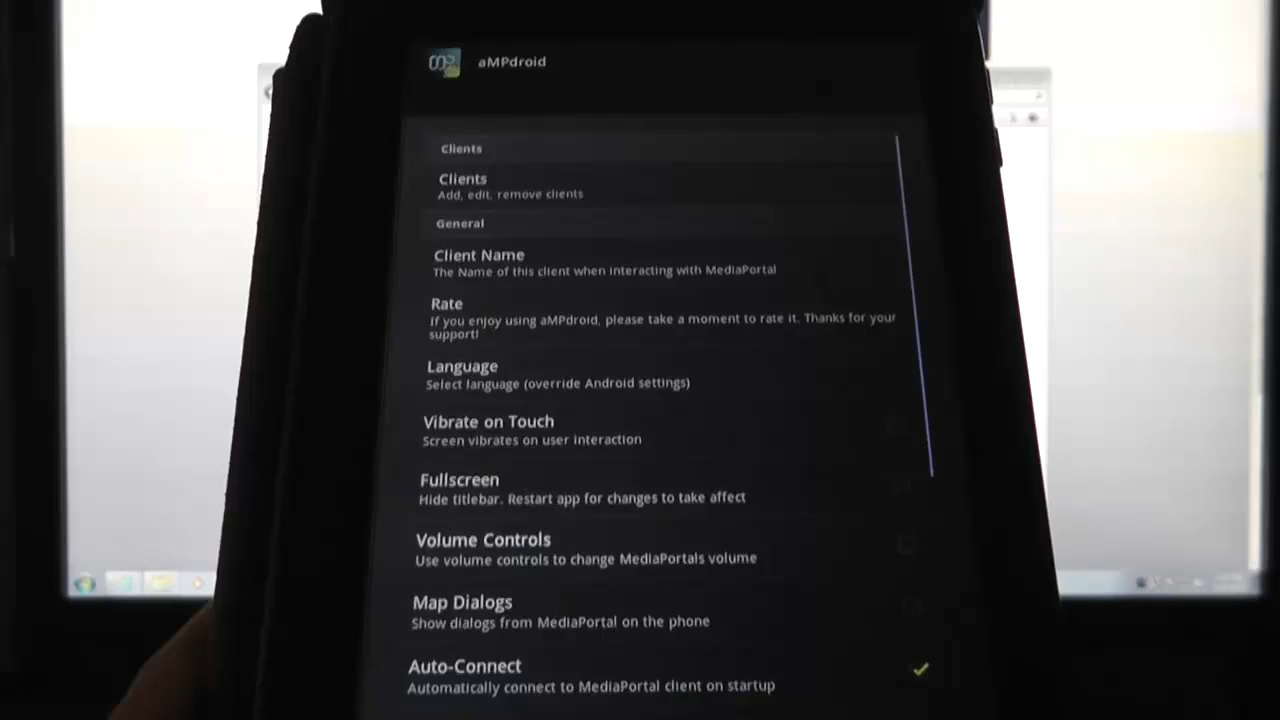 aMPdroid
Clients
Clients
Add, edit, remove clients
General
Client Name
The Name of this client when interacting with MediaPortal
Rate
If you enjoy using aMPdroid, please take a moment to rate it. Thanks for your
support!
Language
Select language (override Android settings)
Vibrate on Touch
Screen vibrates on user interaction
Fullscreen
Hide titlebar. Restart app for changes to take affect
Volume Controls
Use volume controls to change MediaPortals volume
Map Dialogs
Show dialogs from MediaPortal on the phone
Auto-Connect
Automatically connect to MediaPortal client on startup